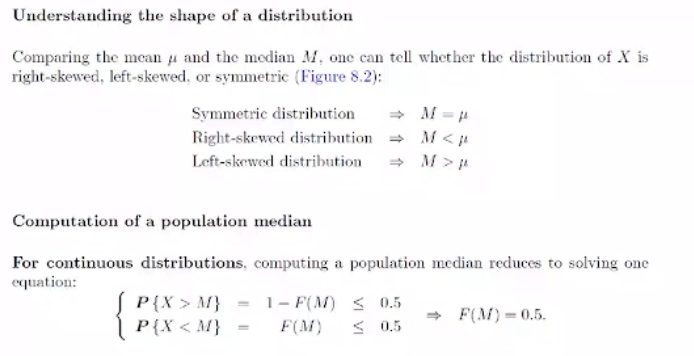 Understanding the shape of a distribution
Comparing the mean μ and the median M, one can tell whether the distribution of X is
right-skewed, left-skewed, or symmetric (Figure 8.2):
Symmetric distribution ⇒ M = μ
Right-skewed distribution ⇒ M < μ
Left-skewed distribution ⇒ M > μ
Computation of a population median
For continuous distributions, computing a population median reduces to solving one
equation:
P{X > M} = 1 − F(M) ≤ 0.5
P{X < M} = F(M) ≤ 0.5 ⇒ F(M) = 0.5.